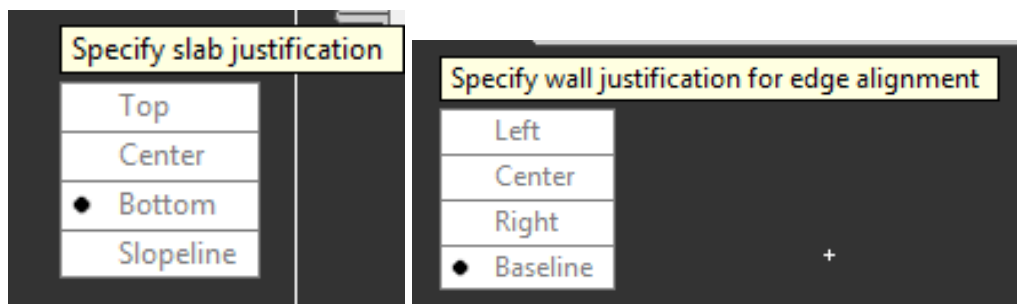 Specify slab justification
Top
Center
Bottom
Slopeline
Specify wall justification for edge alignment
Left
Center
Right
Baseline